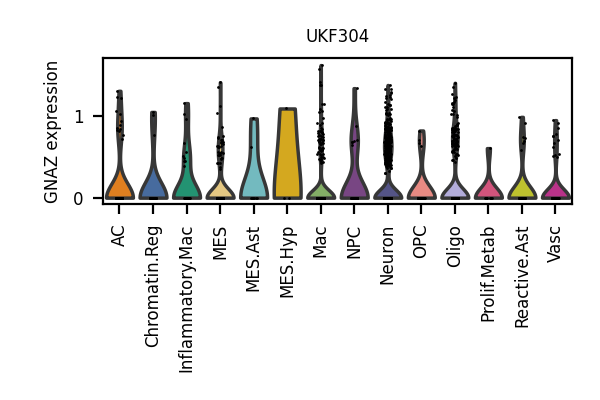 UKF304
GNAZ expression
1
0
AC
Chromatin.Reg
Inflammatory.Mac
MES
MES.Ast
MES.Hyp
Mac
NPC
Neuron
OPC
Oligo
Prolif.Metab
Reactive.Ast
Vasc